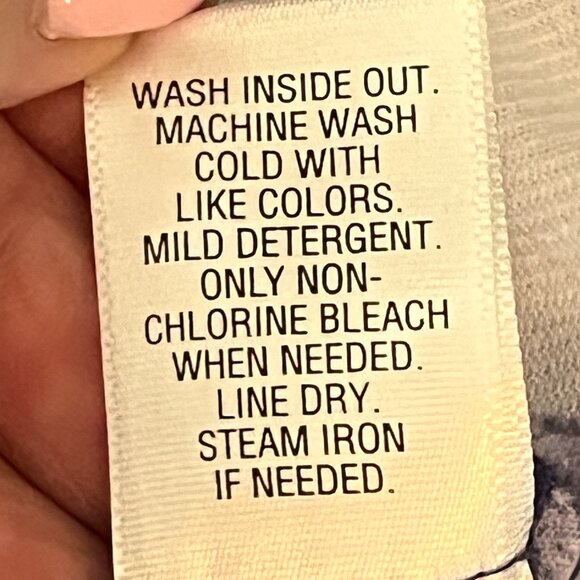 WASH INSIDE OUT.
MACHINE WASH
COLD WITH
LIKE COLORS.
MILD DETERGENT.
ONLY NON-
CHLORINE BLEACH
WHEN NEEDED.
LINE DRY.
STEAM IRON
IF NEEDED.